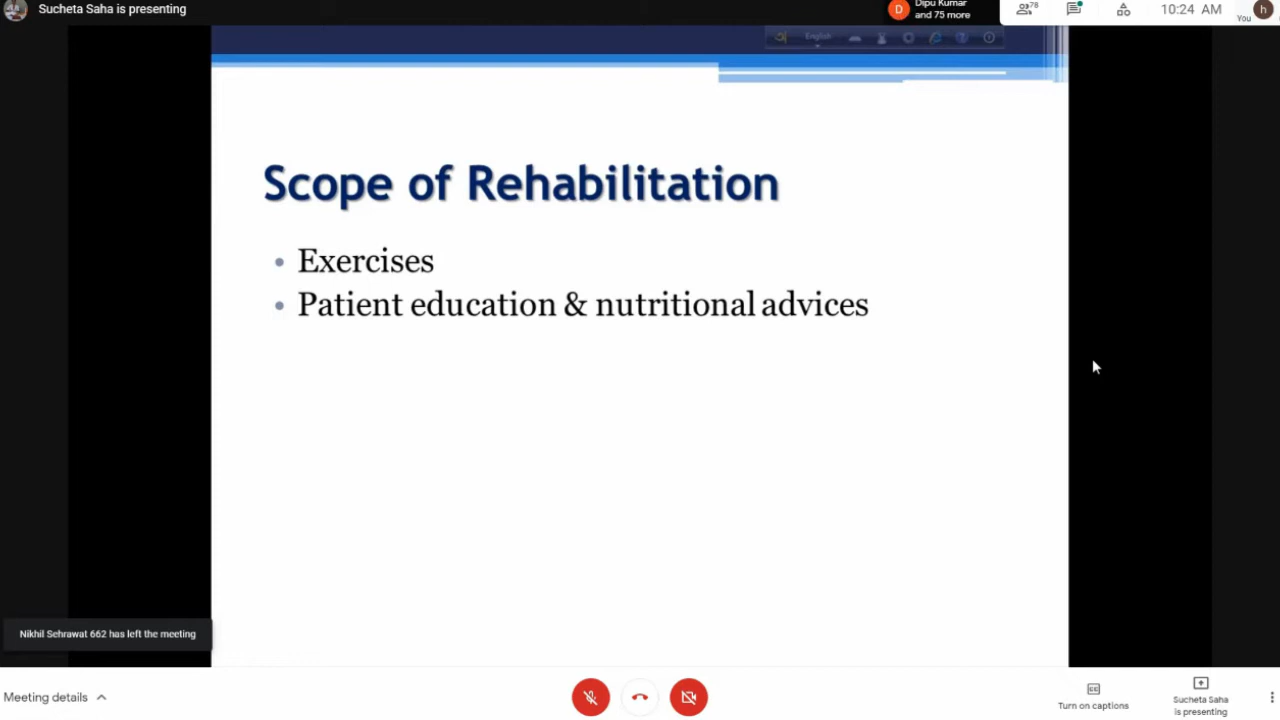 Sucheta Saha is presenting
D
Dipu Kumar
and 75 more
78
10:24 AM
You
h
English
Scope of Rehabilitation
• Exercises
• Patient education & nutritional advices
Nikhil Sehrawat 662 has left the meeting
Meeting details
Turn on captions
Sucheta Saha
is presenting